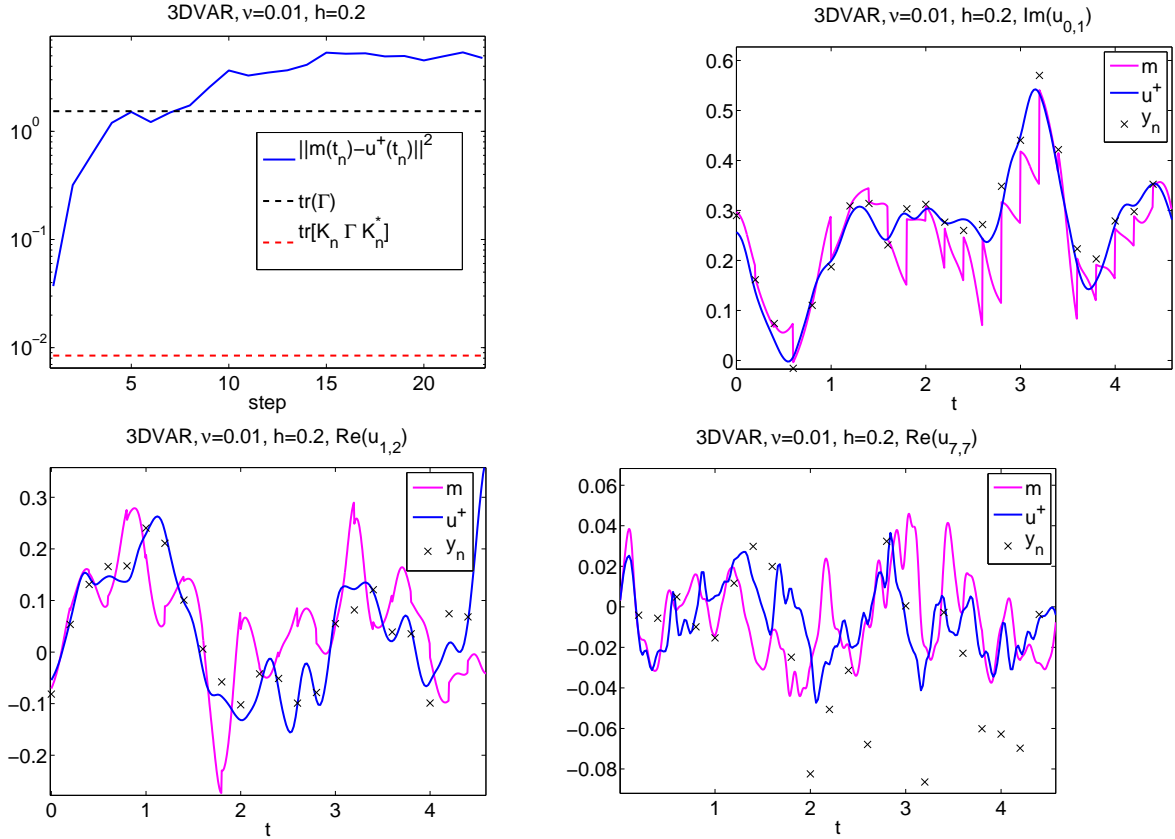 3DVAR, ν=0.01, h=0.2
10^0
10^-1
10^-2
5 10 15 20
step
||m(t_n)−u^+(t_n)||^2
tr(Γ)
tr[K_n Γ K_n^*]
3DVAR, ν=0.01, h=0.2, Im(u_{0,1})
0.6
0.5
0.4
0.3
0.2
0.1
0
0 1 2 3 4
t
m
u^+
y_n
3DVAR, ν=0.01, h=0.2, Re(u_{1,2})
0.3
0.2
0.1
0
−0.1
−0.2
0 1 2 3 4
t
m
u^+
y_n
3DVAR, ν=0.01, h=0.2, Re(u_{7,7})
0.06
0.04
0.02
0
−0.02
−0.04
−0.06
−0.08
1 2 3 4
t
m
u^+
y_n